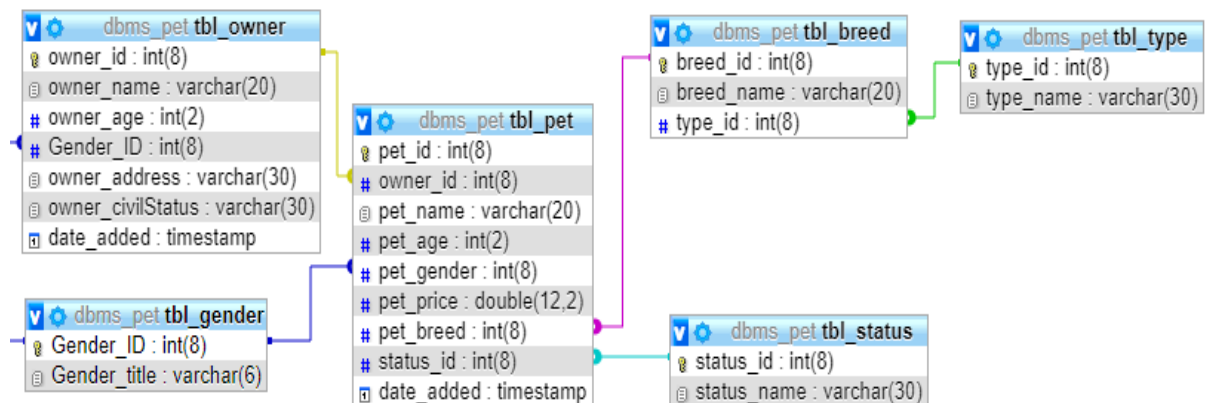 dbms_pet tbl_owner
owner_id : int(8)
owner_name : varchar(20)
owner_age : int(2)
Gender_ID : int(8)
owner_address : varchar(30)
owner_civilStatus : varchar(30)
date_added : timestamp
dbms_pet tbl_gender
Gender_ID : int(8)
Gender_title : varchar(6)
dbms_pet tbl_pet
pet_id : int(8)
owner_id : int(8)
pet_name : varchar(20)
pet_age : int(2)
pet_gender : int(8)
pet_price : double(12,2)
pet_breed : int(8)
status_id : int(8)
date_added : timestamp
dbms_pet tbl_breed
breed_id : int(8)
breed_name : varchar(20)
type_id : int(8)
dbms_pet tbl_type
type_id : int(8)
type_name : varchar(30)
dbms_pet tbl_status
status_id : int(8)
status_name : varchar(30)